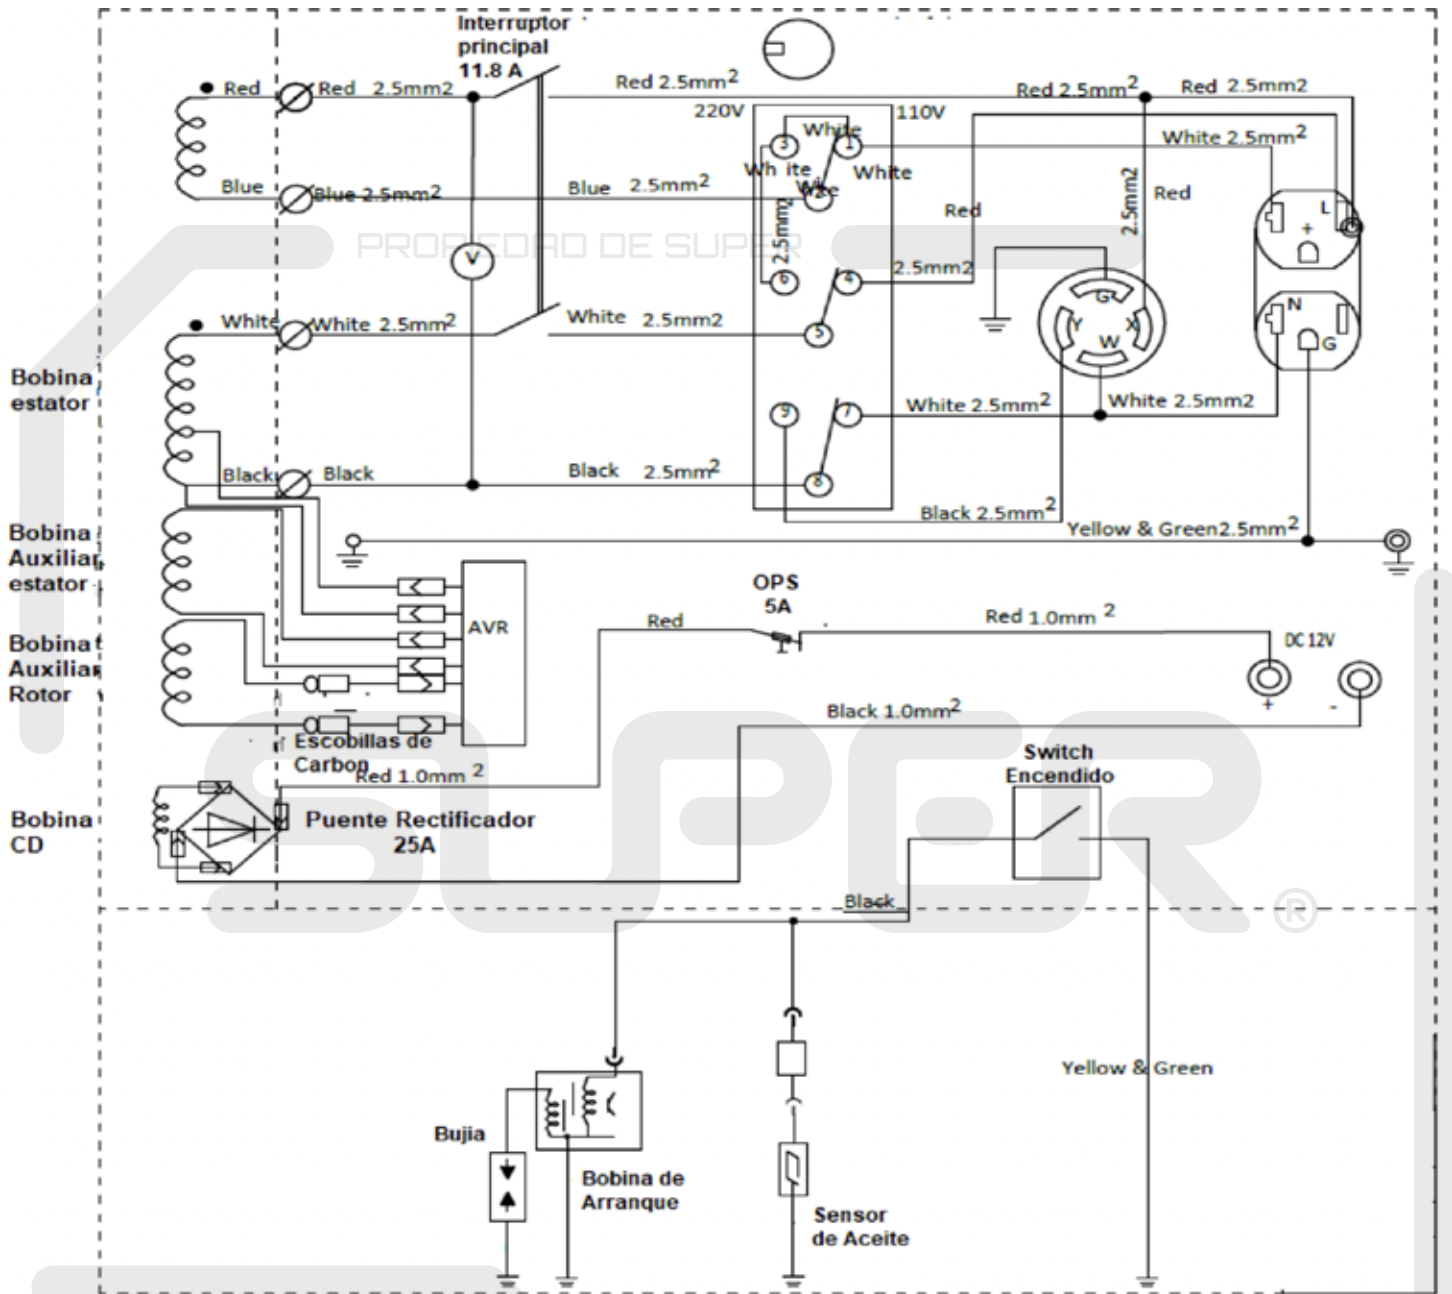 Interruptor
principal
11.8 A
Red
Red 2.5mm2
Red 2.5mm2
Red 2.5mm2
Red 2.5mm2
220V
110V
White
3
1
White 2.5mm2
Wh ite
White
Blue
Blue 2.5mm2
Blue 2.5mm2
2
2.5mm2
Red
2.5mm2
Red
L
+
PROPIEDAD DE SUPER
V
6
4
2.5mm2
G
Y
X
W
N
G
White
White 2.5mm2
White 2.5mm2
5
Bobina
estator
9
7
White 2.5mm2
White 2.5mm2
Black
Black
Black 2.5mm2
8
Black 2.5mm2
Yellow & Green2.5mm2
Bobina
Auxiliar
estator
OPS
5A
AVR
Red
Red 1.0mm2
DC 12V
Bobina
Auxiliar
Rotor
+
-
Black 1.0mm2
Escobillas de
Carbon
Red 1.0mm2
Switch
Encendido
Bobina
CD
Puente Rectificador
25A
SUPER®
Black
Yellow & Green
Bujia
Bobina de
Arranque
Sensor
de Aceite